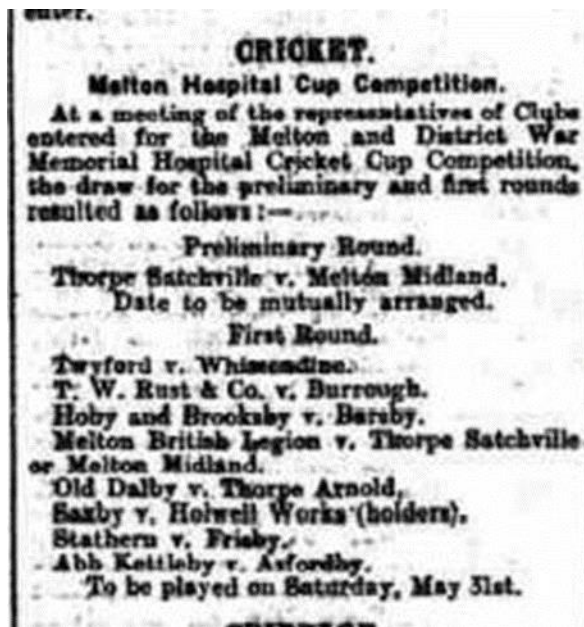 CRICKET.
Melton Hospital Cup Competition.
At a meeting of the representatives of Clubs
entered for the Melton and District War
Memorial Hospital Cricket Cup Competition,
the draw for the preliminary and first rounds
resulted as follows:—
Preliminary Round.
Thorpe Satchville v. Melton Midland.
Date to be mutually arranged.
First Round.
Twyford v. Whissendine.
T. W. Rust & Co. v. Burrough.
Hoby and Brooksby v. Barsby.
Melton British Legion v. Thorpe Satchville
or Melton Midland.
Old Dalby v. Thorpe Arnold,
Saxby v. Holwell Works (holders).
Stathern v. Frisby.
Abb Kettleby v. Asfordby.
To be played on Saturday, May 31st.